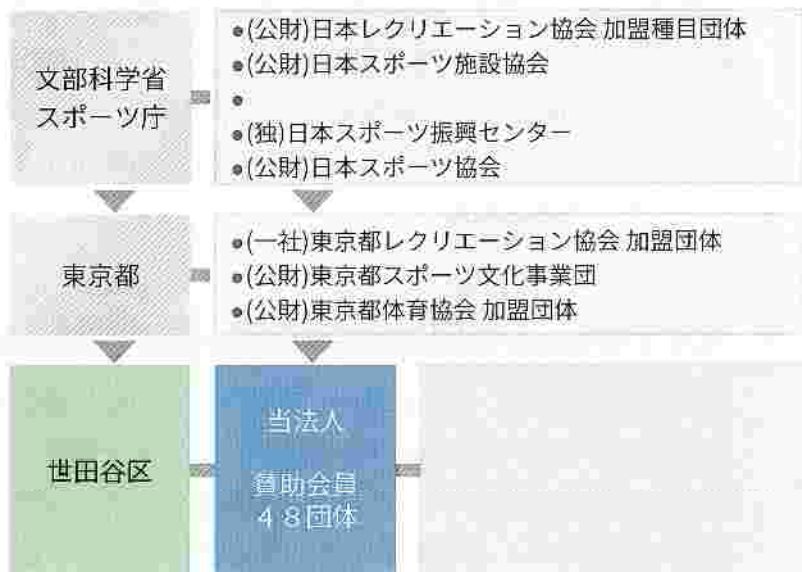 文部科学省
スポーツ庁
●(公財)日本レクリエーション協会 加盟種目団体
●(公財)日本スポーツ施設協会
●
●(独)日本スポーツ振興センター
●(公財)日本スポーツ協会
東京都
●(一社)東京都レクリエーション協会 加盟団体
●(公財)東京都スポーツ文化事業団
●(公財)東京都体育協会 加盟団体
世田谷区
当法人
賛助会員
48団体